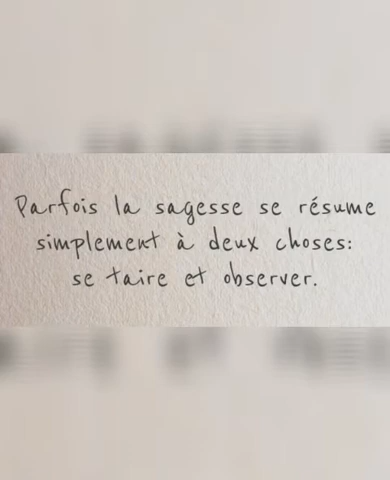 Parfois la sagesse se résume
simplement à deux choses:
se taire et observer.